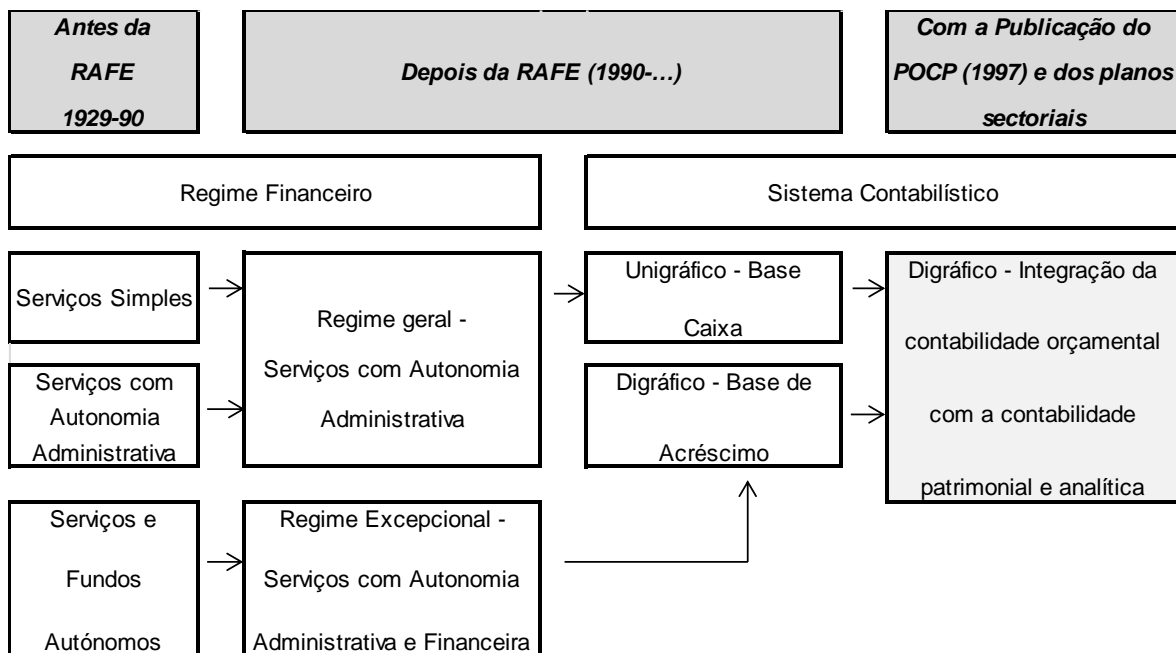 Antes da
RAFE
1929-90
Depois da RAFE (1990-…)
Com a Publicação do
POCP (1997) e dos planos
sectoriais
Regime Financeiro
Sistema Contabilístico
Serviços Simples
Serviços com
Autonomia
Administrativa
Regime geral -
Serviços com Autonomia
Administrativa
Unigráfico - Base
Caixa
Digráfico - Base de
Acréscimo
Digráfico - Integração da
contabilidade orçamental
com a contabilidade
patrimonial e analítica
Serviços e
Fundos
Autónomos
Regime Excepcional -
Serviços com Autonomia
Administrativa e Financeira